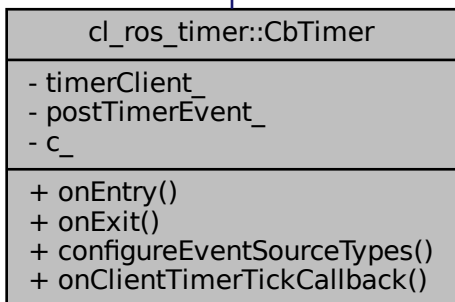 cl_ros_timer::CbTimer
- timerClient_
- postTimerEvent_
- c_
+ onEntry()
+ onExit()
+ configureEventSourceTypes()
+ onClientTimerTickCallback()